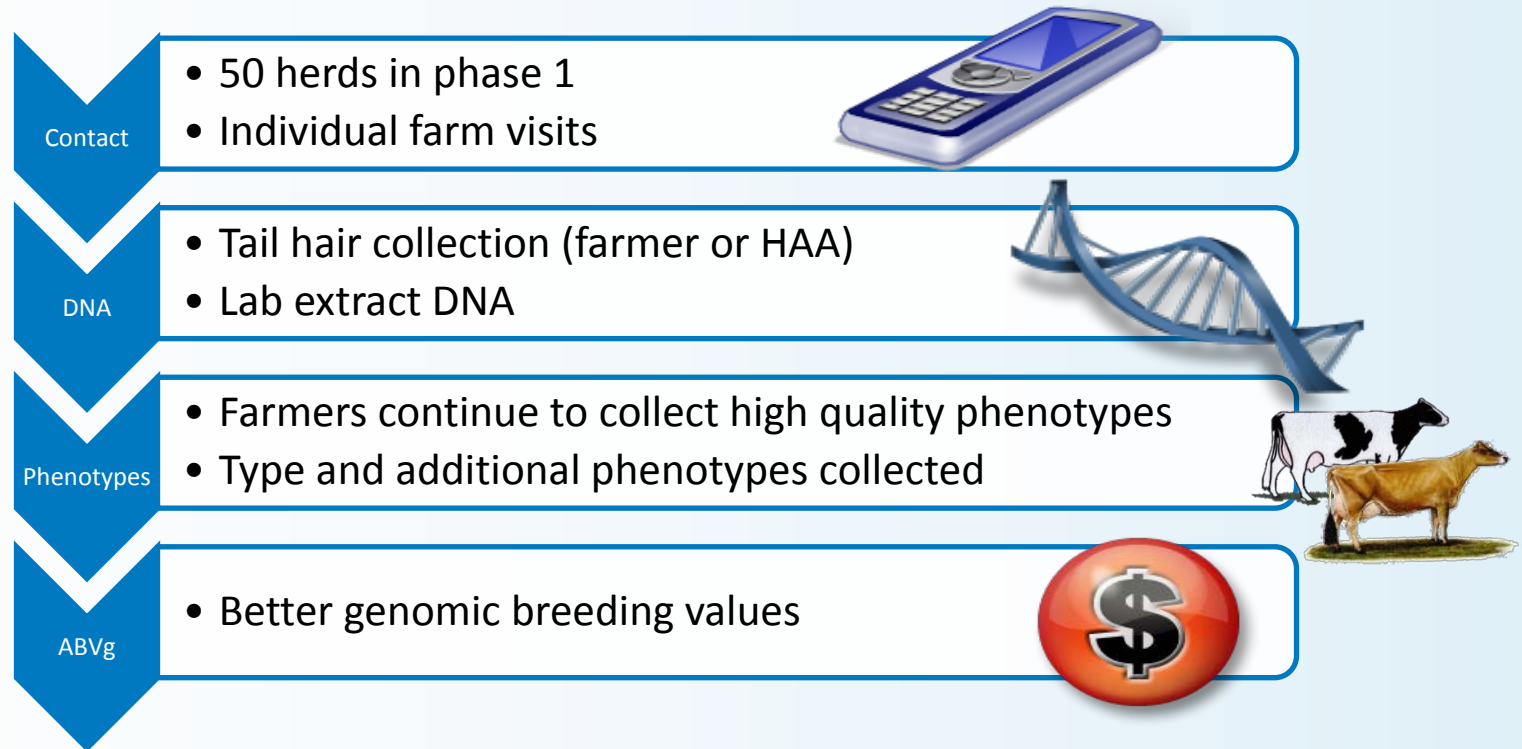 Contact
• 50 herds in phase 1
• Individual farm visits
DNA
• Tail hair collection (farmer or HAA)
• Lab extract DNA
Phenotypes
• Farmers continue to collect high quality phenotypes
• Type and additional phenotypes collected
ABVg
• Better genomic breeding values
$